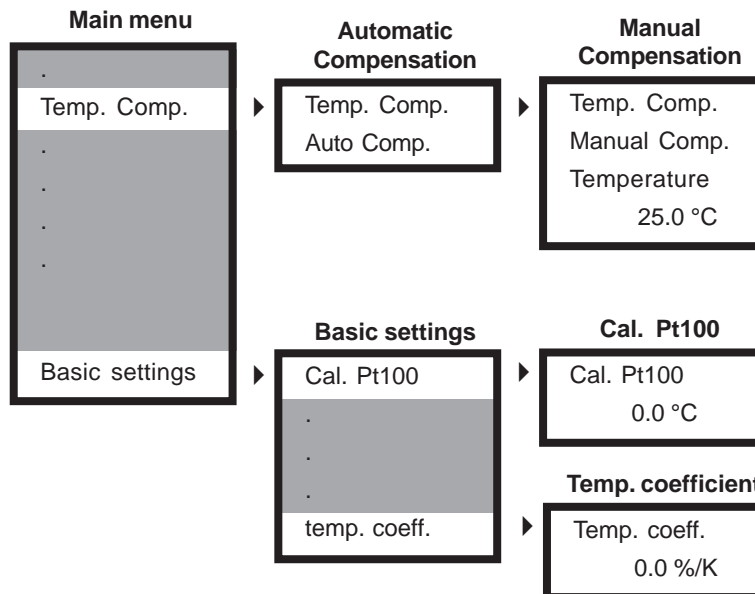 Main menu
.
Temp. Comp.
.
.
.
.
Basic settings
Automatic
Compensation
Temp. Comp.
Auto Comp.
Manual
Compensation
Temp. Comp.
Manual Comp.
Temperature
25.0 °C
Basic settings
Cal. Pt100
.
.
.
temp. coeff.
Cal. Pt100
Cal. Pt100
0.0 °C
Temp. coefficient
Temp. coeff.
0.0 %/K